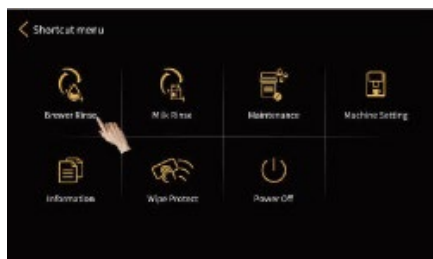 Shortcut menu
Brewer Rinse
Milk Rinse
Maintenance
Machine Setting
Information
Wipe Protect
Power Off